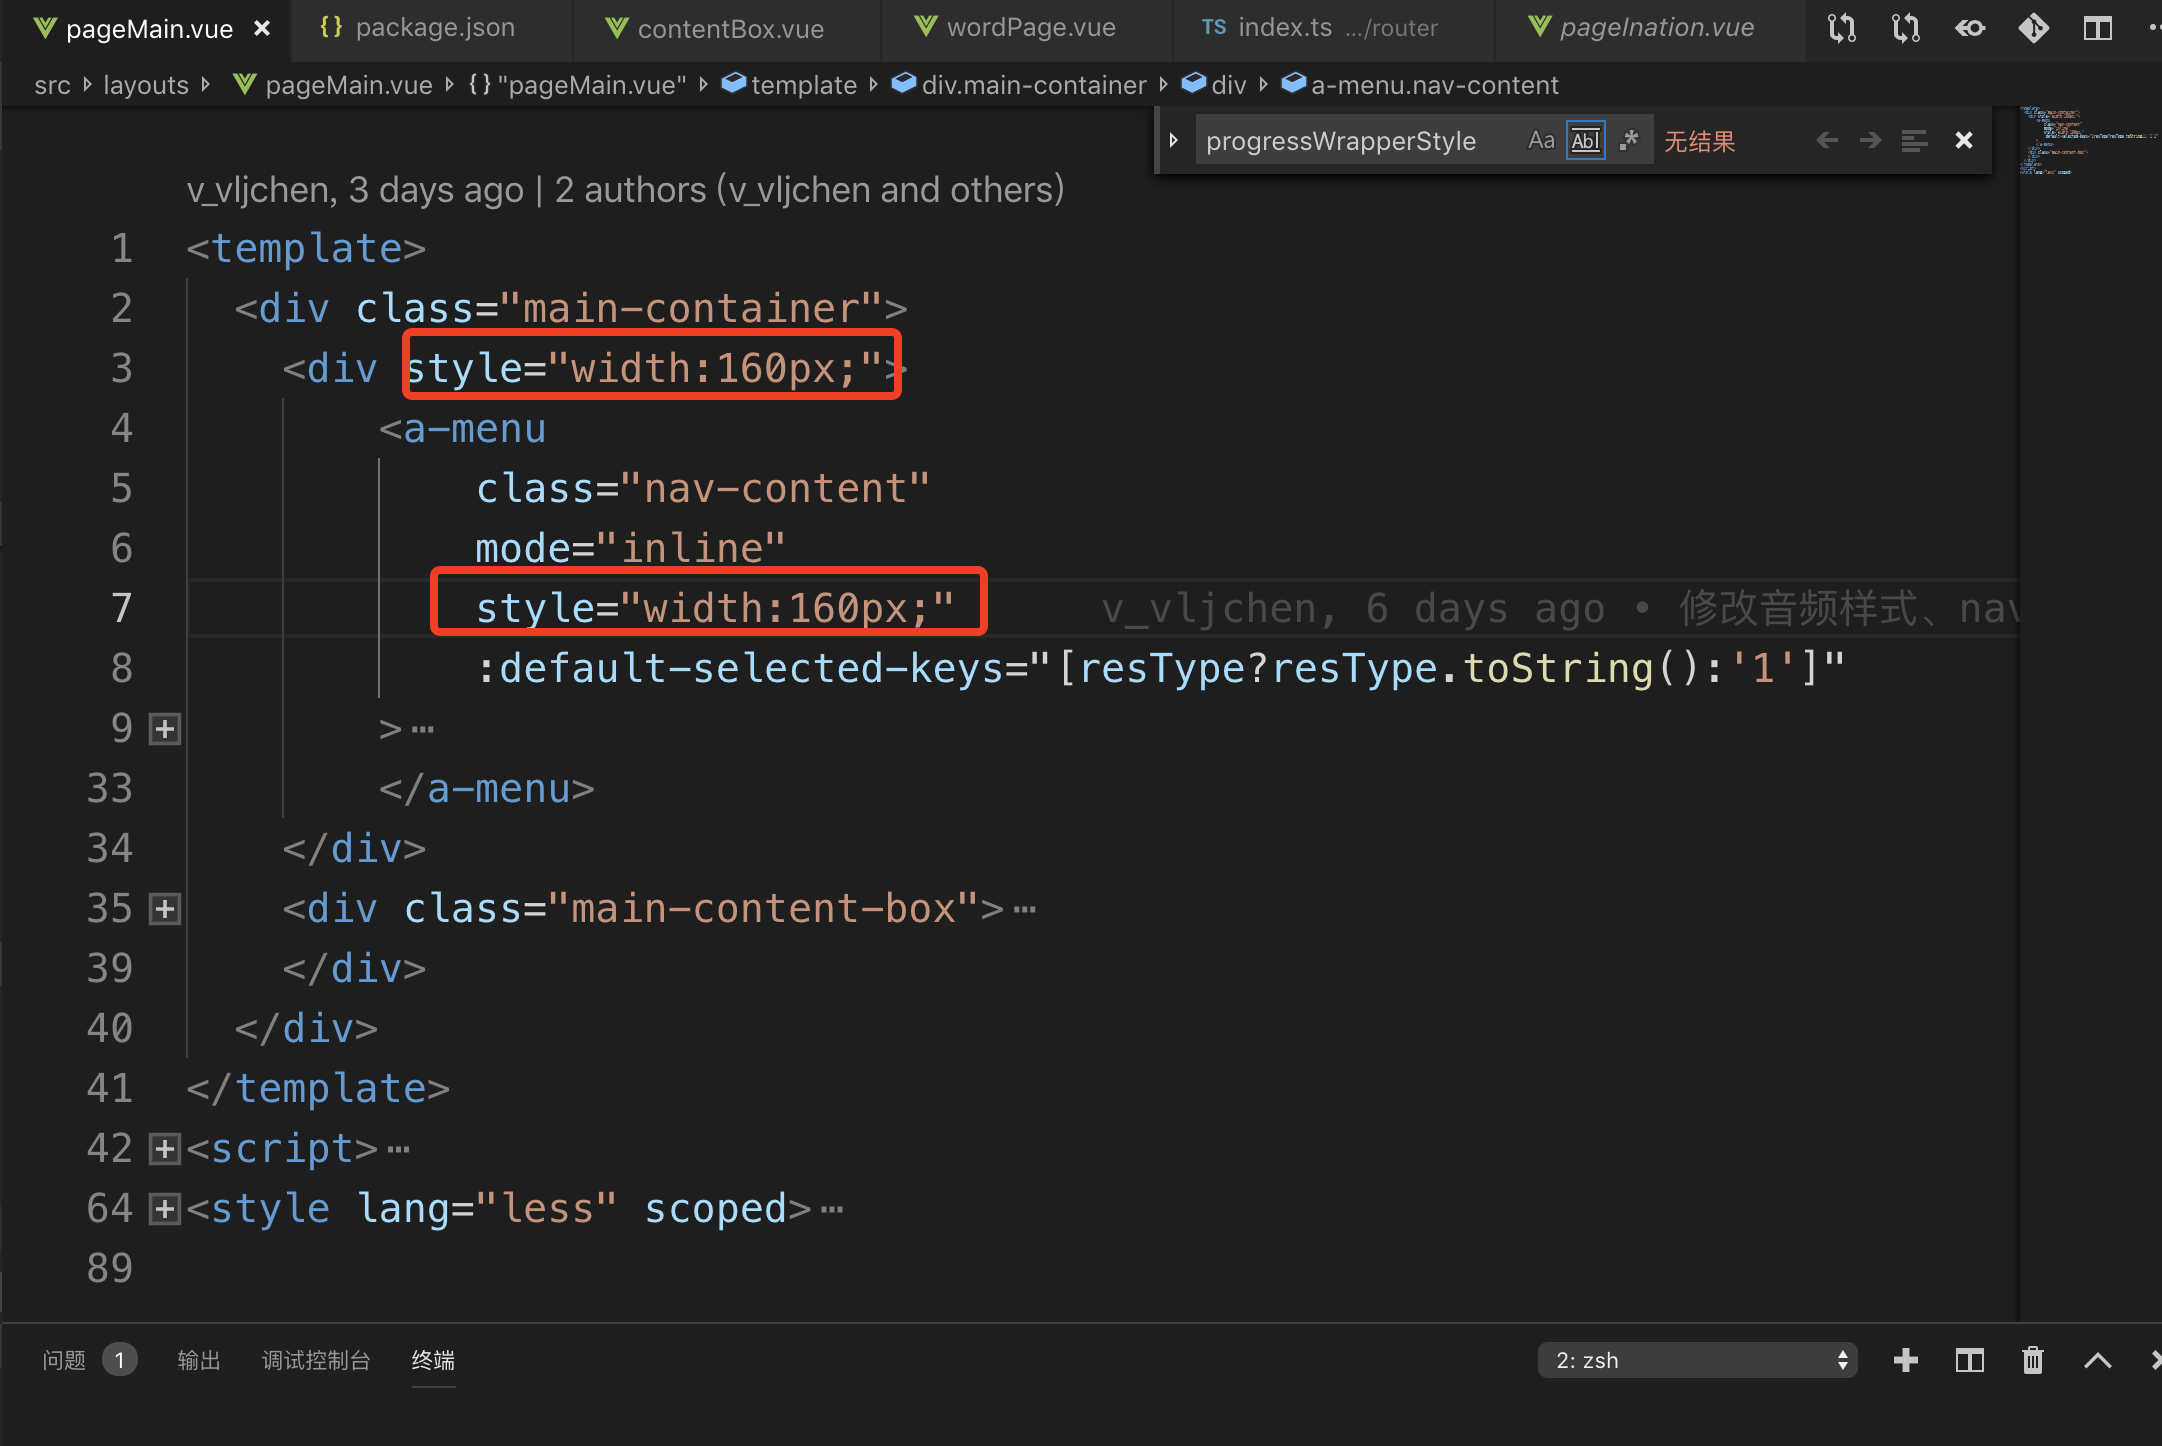 pageMain.vue
package.json
contentBox.vue
wordPage.vue
TS index.ts .../router
pageInation.vue
src layouts pageMain.vue {} "pageMain.vue" template div.main-container div a-menu.nav-content
progressWrapperStyle Aa Abl .* 无结果
v_vljchen, 3 days ago | 2 authors (v_vljchen and others)
1 <template>
2 <div class="main-container">
3 <div style="width:160px;">
4 <a-menu
5 class="nav-content"
6 mode="inline"
7 style="width:160px;" v_vljchen, 6 days ago • 修改音频样式、nav
8 :default-selected-keys="[resType?resType.toString():'1']"
9 > …
33 </a-menu>
34 </div>
35 <div class="main-content-box"> …
39 </div>
40 </div>
41 </template>
42 <script> …
64 <style lang="less" scoped> …
89
问题 1 输出 调试控制台 终端 2: zsh